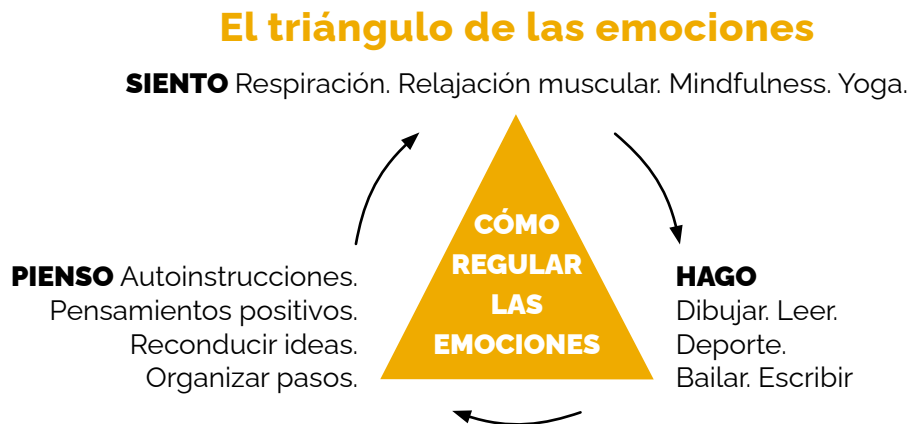 El triángulo de las emociones
SIENTO Respiración. Relajación muscular. Mindfulness. Yoga.
CÓMO
REGULAR
LAS
EMOCIONES
PIENSO Autoinstrucciones.
Pensamientos positivos.
Reconducir ideas.
Organizar pasos.
HAGO
Dibujar. Leer.
Deporte.
Bailar. Escribir